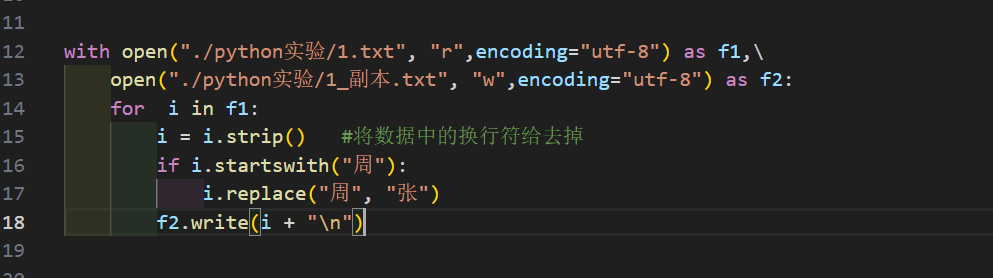 11
12 with open("./python实验/1.txt", "r",encoding="utf-8") as f1,\
13     open("./python实验/1_副本.txt", "w",encoding="utf-8") as f2:
14     for  i in f1:
15         i = i.strip()   #将数据中的换行符给去掉
16         if i.startswith("周"):
17             i.replace("周", "张")
18         f2.write(i + "\n")
19